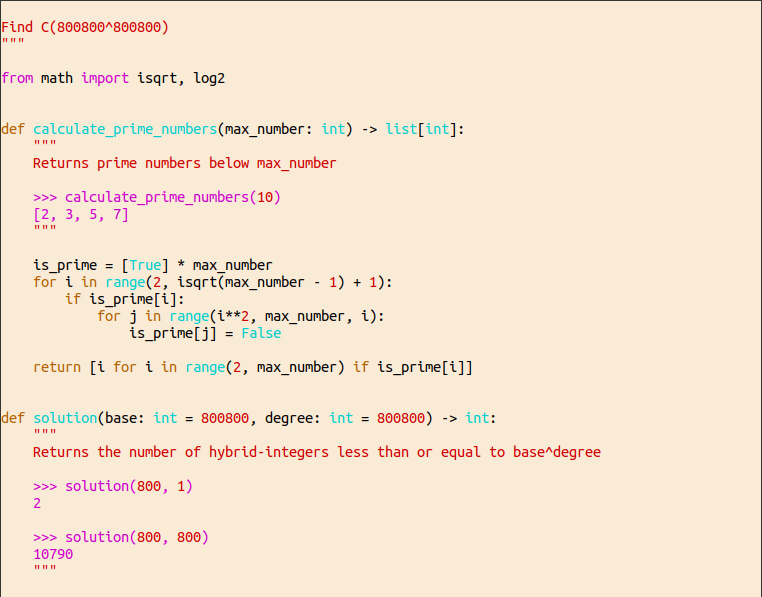 Find C(800800^800800)
"""
from math import isqrt, log2
def calculate_prime_numbers(max_number: int) -> list[int]:
    """
    Returns prime numbers below max_number
    >>> calculate_prime_numbers(10)
    [2, 3, 5, 7]
    """
    is_prime = [True] * max_number
    for i in range(2, isqrt(max_number - 1) + 1):
        if is_prime[i]:
            for j in range(i**2, max_number, i):
                is_prime[j] = False
    return [i for i in range(2, max_number) if is_prime[i]]
def solution(base: int = 800800, degree: int = 800800) -> int:
    """
    Returns the number of hybrid-integers less than or equal to base^degree
    >>> solution(800, 1)
    2
    >>> solution(800, 800)
    10790
    """